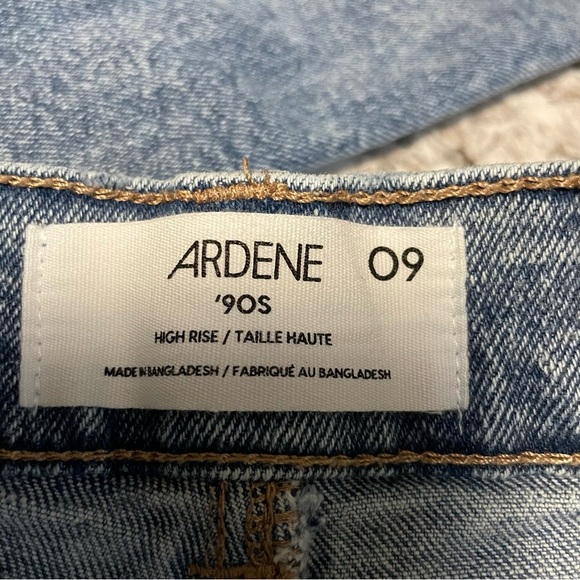 ARDENE 09
'90S
HIGH RISE / TAILLE HAUTE
MADE IN BANGLADESH / FABRIQUÉ AU BANGLADESH